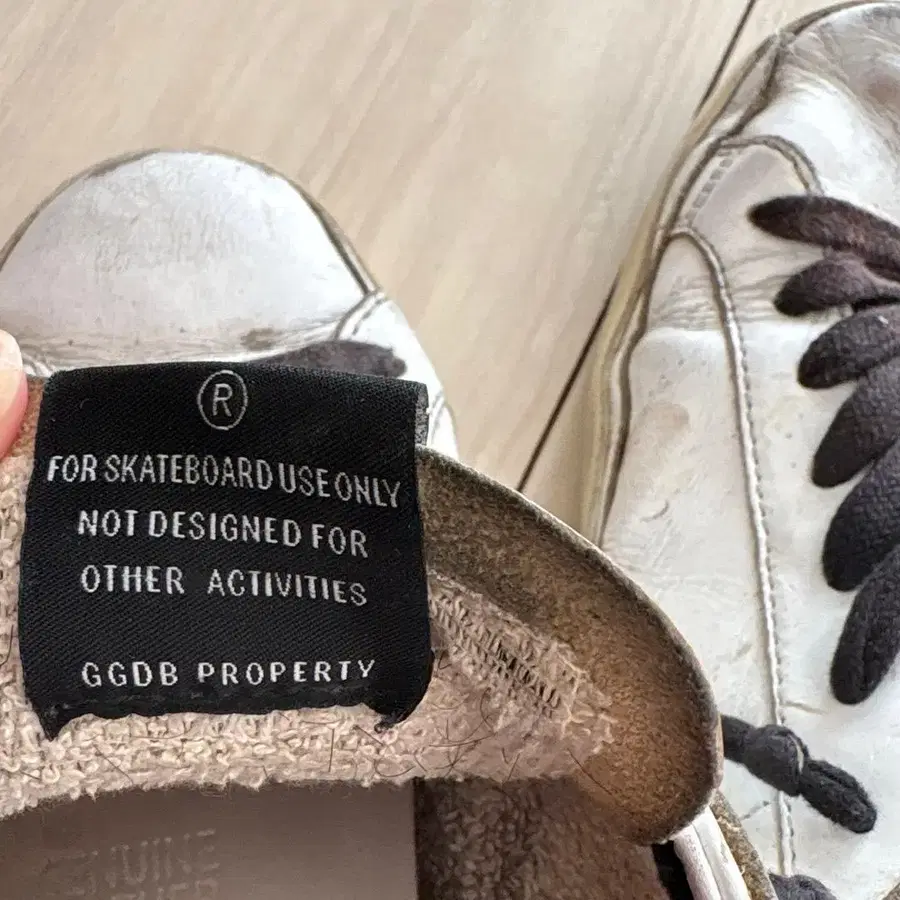 ®
FOR SKATEBOARD USE ONLY
NOT DESIGNED FOR
OTHER ACTIVITIES
GGDB PROPERTY